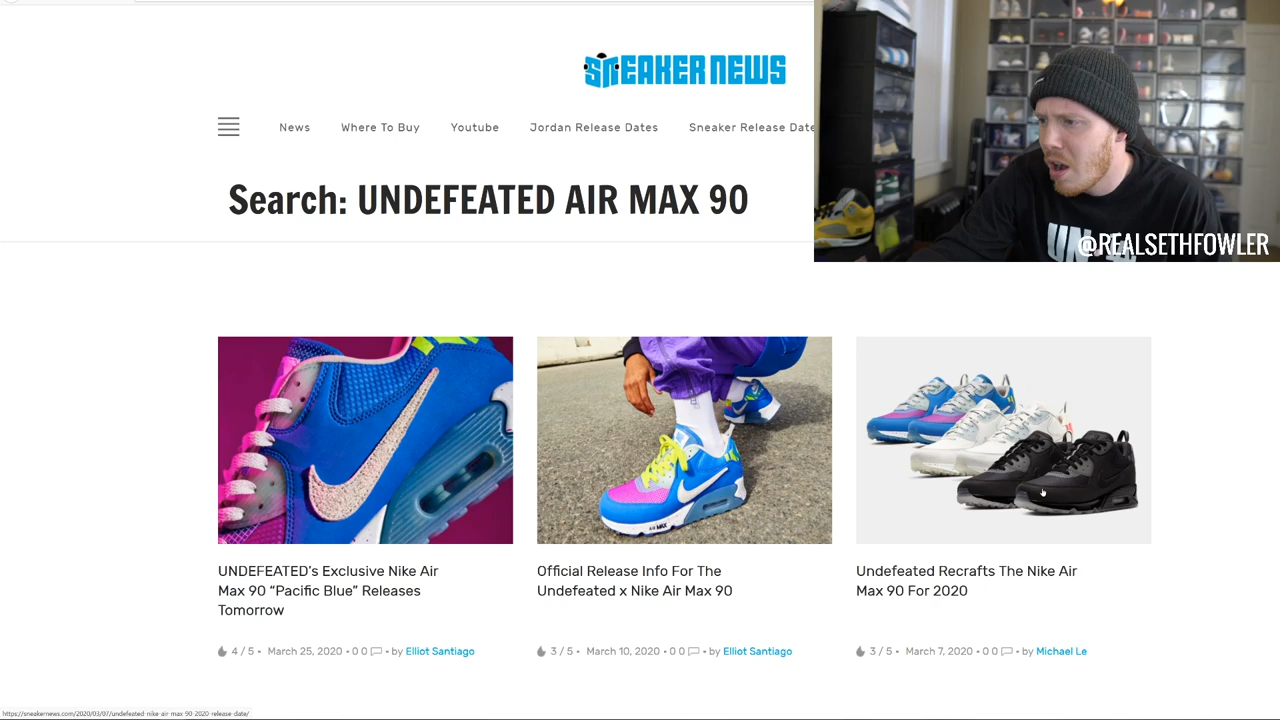 SNEAKER NEWS
News
Where To Buy
Youtube
Jordan Release Dates
Sneaker Release Date
Search: UNDEFEATED AIR MAX 90
@REALSETHFOWLER
AIR MAX
UNDEFEATED’s Exclusive Nike Air
Max 90 “Pacific Blue” Releases
Tomorrow
4 / 5 • March 25, 2020 • 0 0 • by Elliot Santiago
Official Release Info For The
Undefeated x Nike Air Max 90
3 / 5 • March 10, 2020 • 0 0 • by Elliot Santiago
Undefeated Recrafts The Nike Air
Max 90 For 2020
3 / 5 • March 7, 2020 • 0 0 • by Michael Le
https://sneakernews.com/2020/03/07/undefeated-nike-air-max-90-2020-release-date/